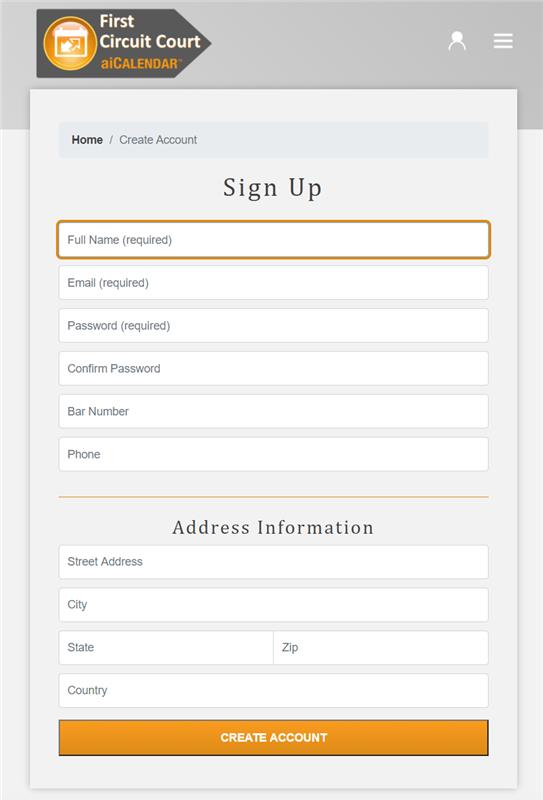 First
Circuit Court
aiCALENDAR™
Home / Create Account
Sign Up
Full Name (required)
Email (required)
Password (required)
Confirm Password
Bar Number
Phone
Address Information
Street Address
City
State Zip
Country
CREATE ACCOUNT